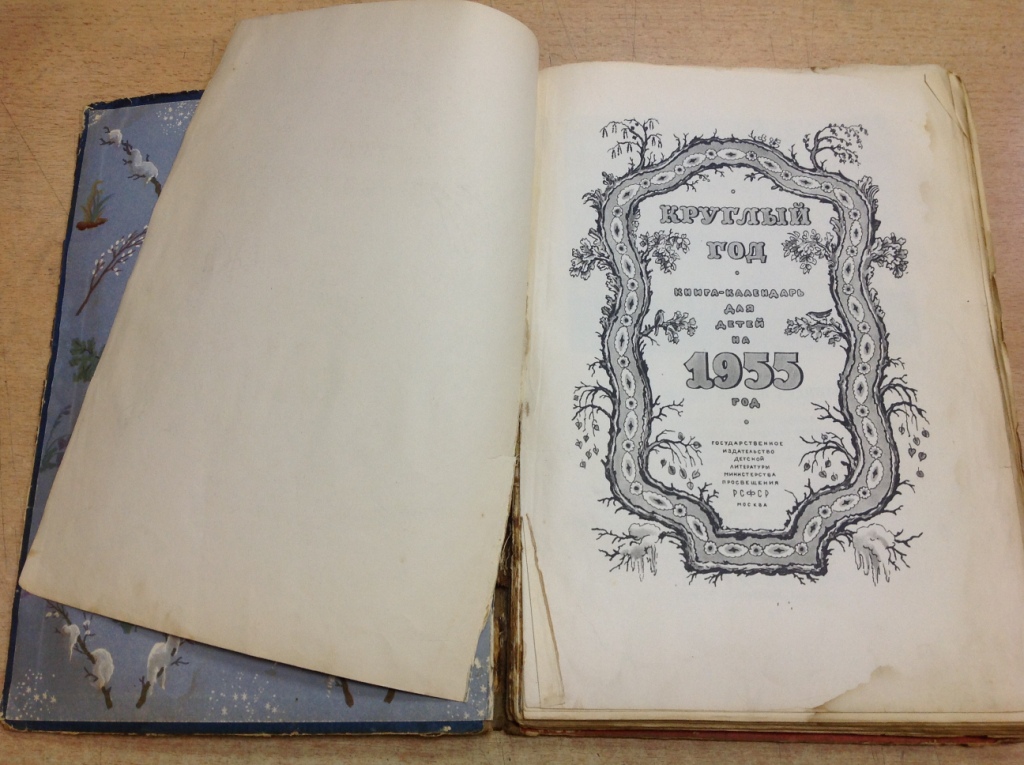 КРУГЛЫЙ
ГОД
КНИГА-КАЛЕНДАРЬ
ДЛЯ
ДЕТЕЙ
НА
1955
ГОД
ГОСУДАРСТВЕННОЕ
ИЗДАТЕЛЬСТВО
ДЕТСКОЙ
ЛИТЕРАТУРЫ
МИНИСТЕРСТВА
ПРОСВЕЩЕНИЯ
РСФСР
МОСКВА